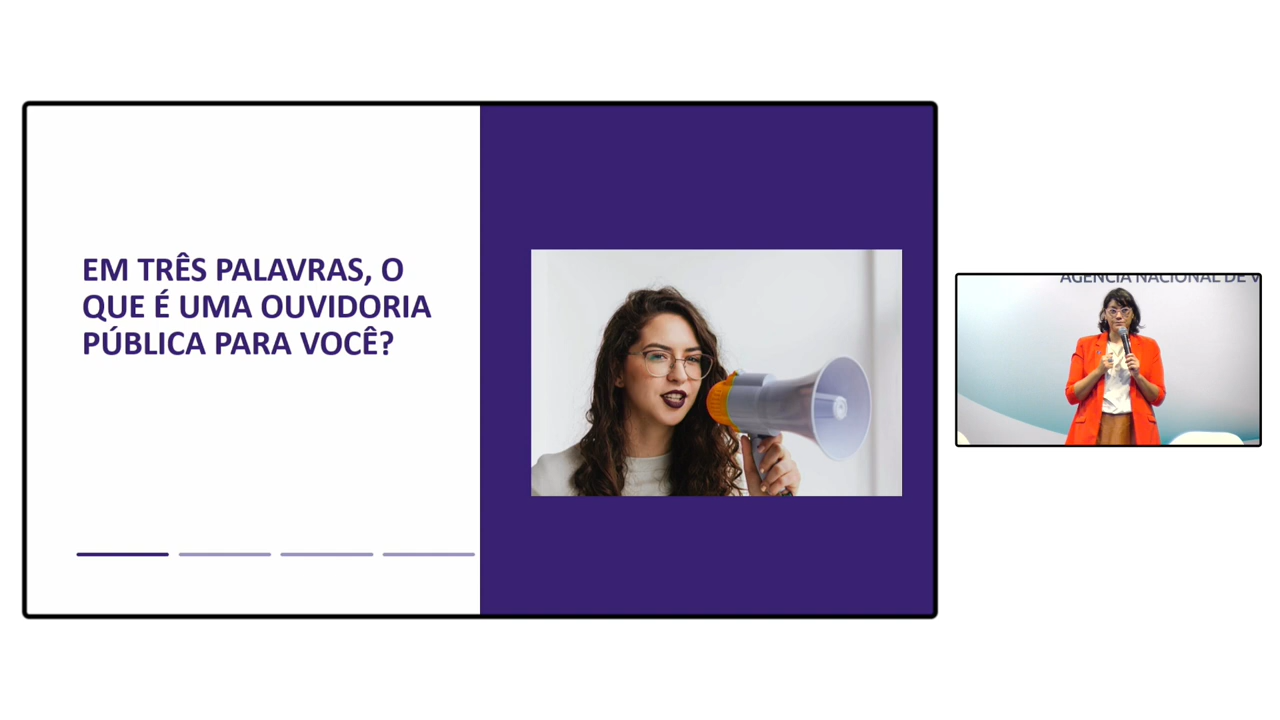 EM TRÊS PALAVRAS, O
QUE É UMA OUVIDORIA
PÚBLICA PARA VOCÊ?
AGÊNCIA NACIONAL DE